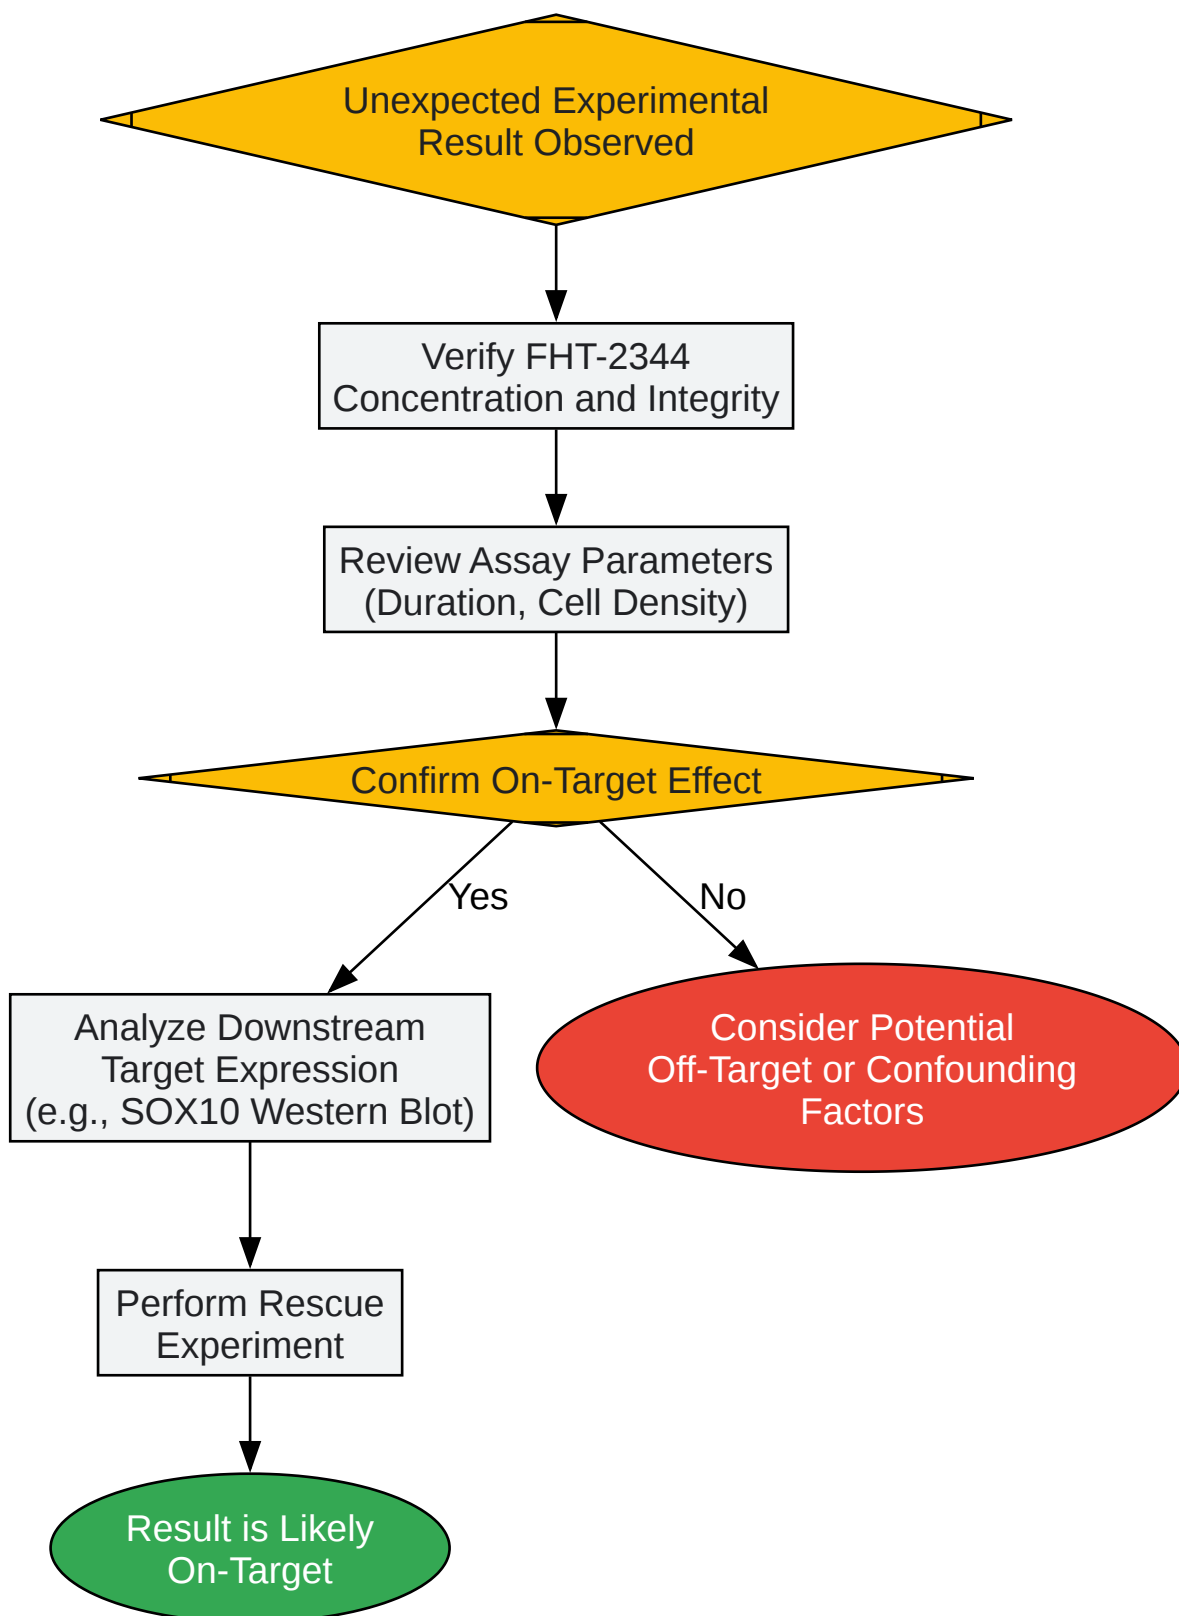 Unexpected Experimental
Result Observed
Verify FHT-2344
Concentration and Integrity
Review Assay Parameters
(Duration, Cell Density)
Confirm On-Target Effect
Yes
No
Analyze Downstream
Target Expression
(e.g., SOX10 Western Blot)
Consider Potential
Off-Target or Confounding
Factors
Perform Rescue
Experiment
Result is Likely
On-Target